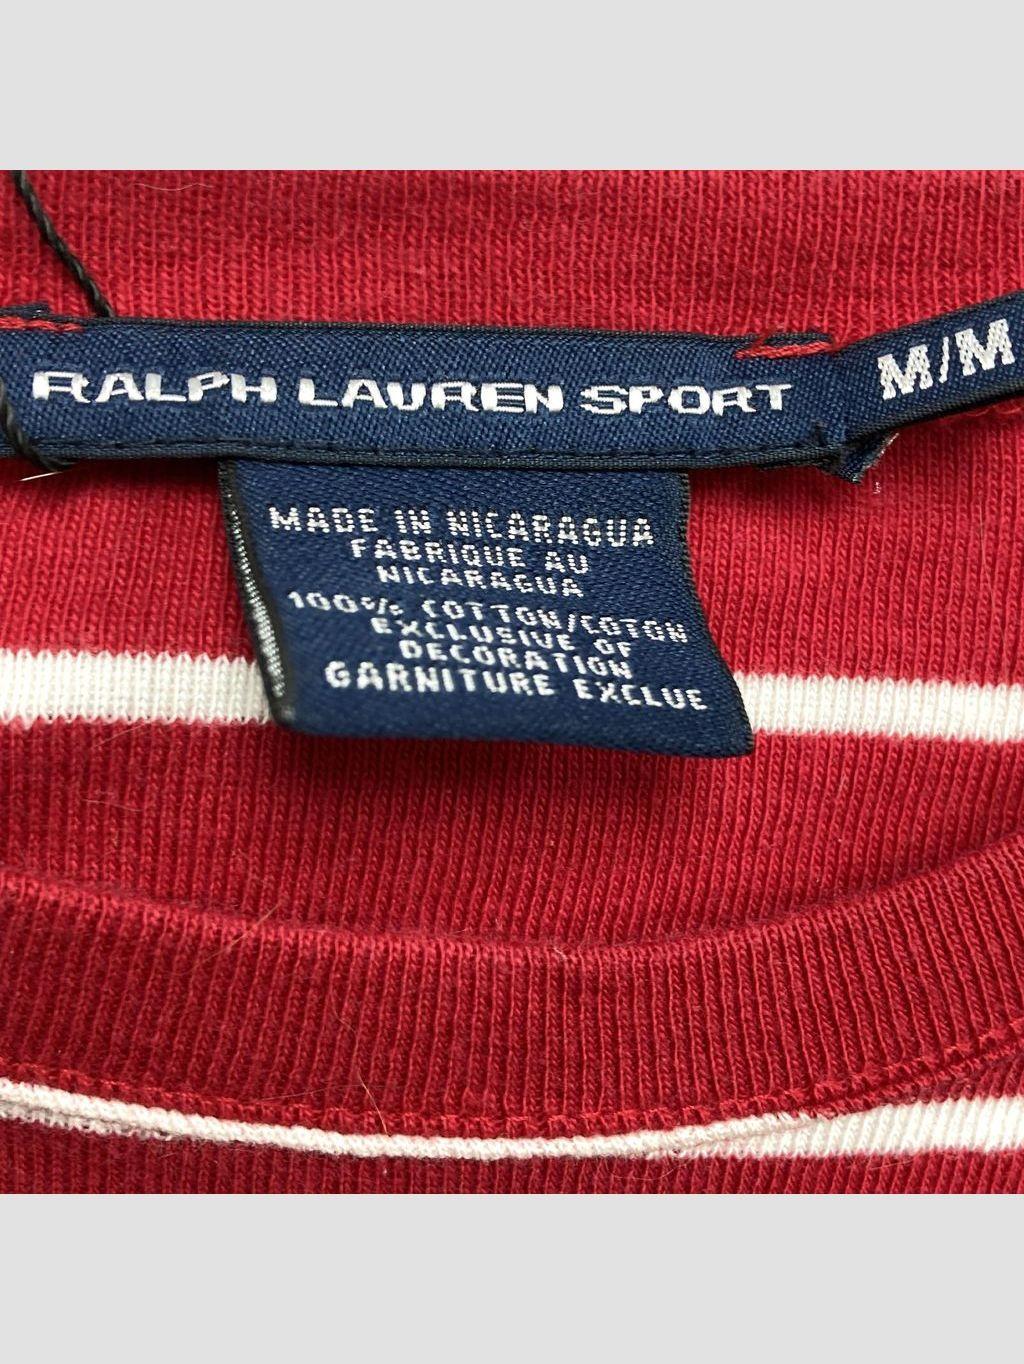 RALPH LAUREN SPORT
M/M
MADE IN NICARAGUA
FABRIQUE AU
NICARAGUA
100% COTTON/COTON
EXCLUSIVE OF
DECORATION
GARNITURE EXCLUE